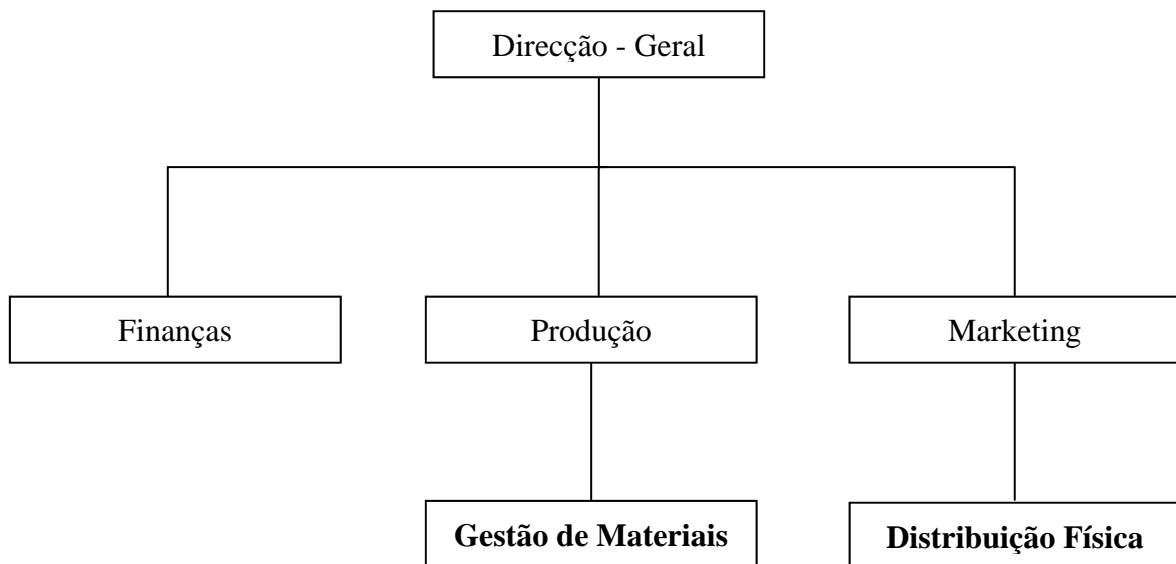 Direcção - Geral
Finanças
Produção
Marketing
Gestão de Materiais
Distribuição Física